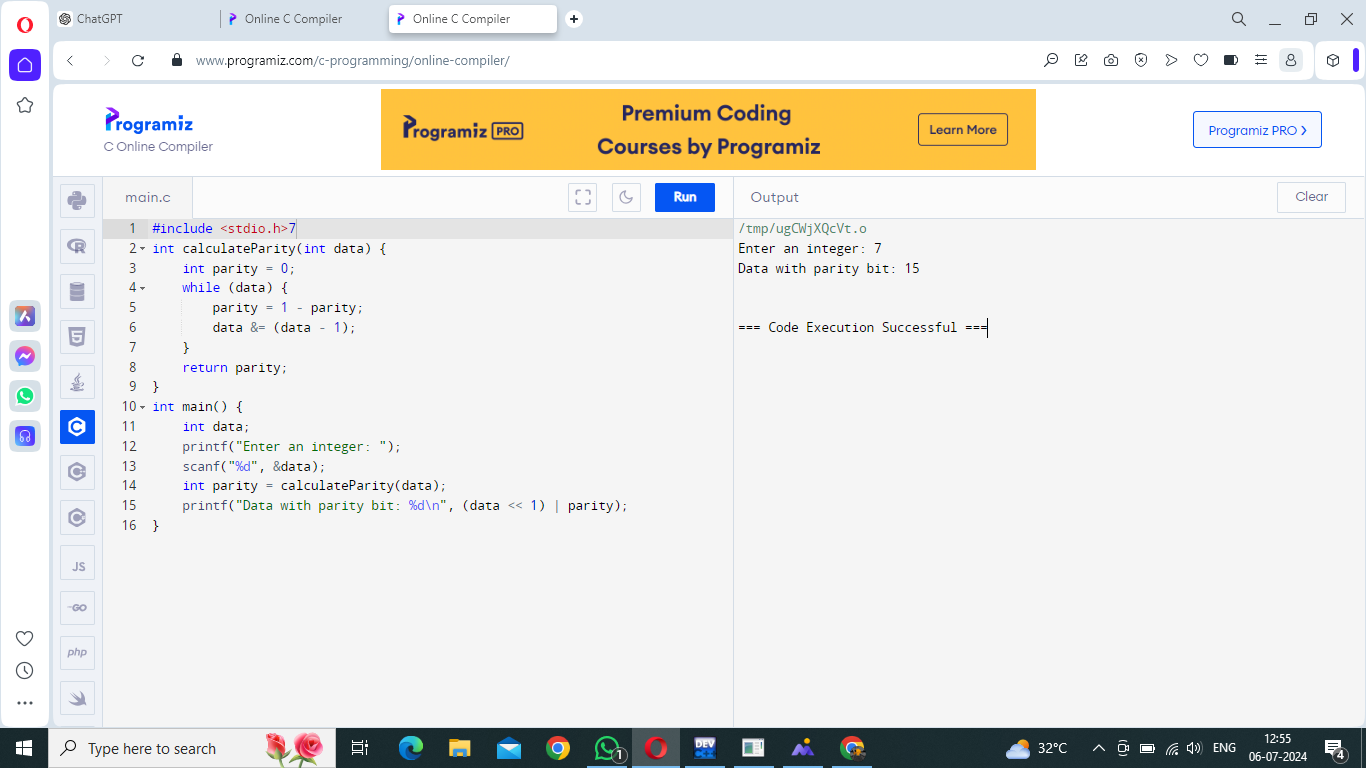 ChatGPT
Online C Compiler
Online C Compiler
www.programiz.com/c-programming/online-compiler/
Programiz
C Online Compiler
Programiz PRO
Premium Coding
Courses by Programiz
Learn More
Programiz PRO
main.c
Run
Output
Clear
1 #include <stdio.h>7
2 int calculateParity(int data) {
3     int parity = 0;
4     while (data) {
5         parity = 1 - parity;
6         data &= (data - 1);
7     }
8     return parity;
9 }
10 int main() {
11     int data;
12     printf("Enter an integer: ");
13     scanf("%d", &data);
14     int parity = calculateParity(data);
15     printf("Data with parity bit: %d\n", (data << 1) | parity);
16 }
/tmp/ugCWjXQcVt.o
Enter an integer: 7
Data with parity bit: 15
=== Code Execution Successful ===
JS
GO
php
Type here to search
1
DEV
32°C
ENG
12:55
06-07-2024
4